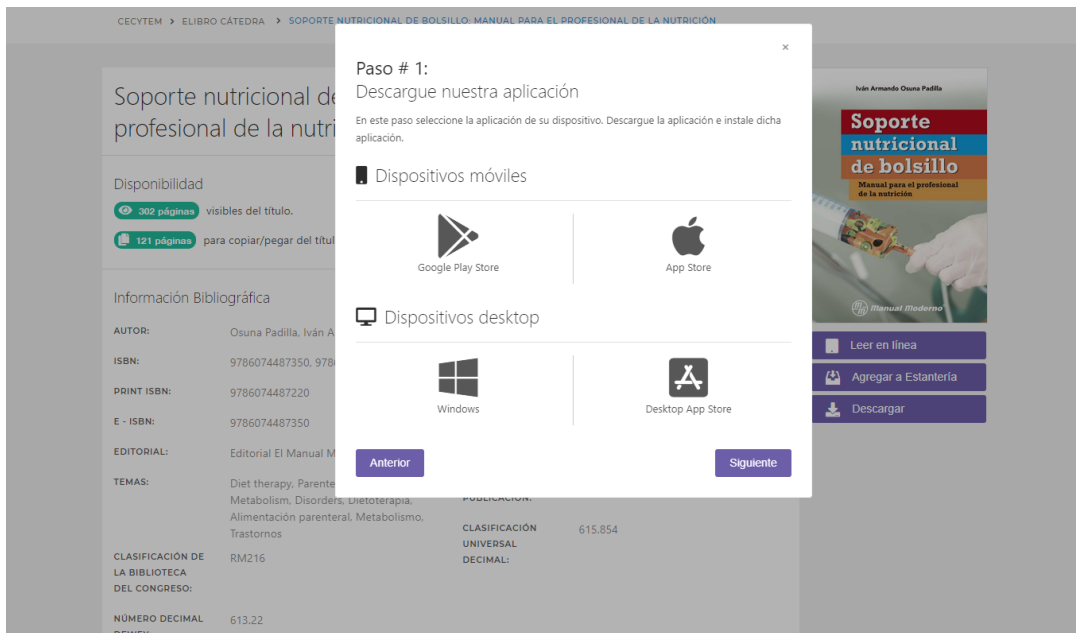 CECYTEM > ELIBRO CÁTEDRA > SOPORTE NUTRICIONAL DE BOLSILLO: MANUAL PARA EL PROFESIONAL DE LA NUTRICIÓN
×
Paso # 1:
Descargue nuestra aplicación
En este paso seleccione la aplicación de su dispositivo. Descargue la aplicación e instale dicha
aplicación.
Dispositivos móviles
Google Play Store
App Store
Dispositivos desktop
Windows
Desktop App Store
Anterior
Siguiente
Soporte nutricional de
profesional de la nutri
Disponibilidad
302 páginas visibles del título.
121 páginas para copiar/pegar del títul
Información Bibliográfica
AUTOR: Osuna Padilla, Iván A
ISBN: 9786074487350, 978
PRINT ISBN: 9786074487220
E - ISBN: 9786074487350
EDITORIAL: Editorial El Manual M
TEMAS: Diet therapy, Parente
Metabolism, Disorders, Dietoterapia,
Alimentación parenteral, Metabolismo,
Trastornos
CLASIFICACIÓN DE
LA BIBLIOTECA
DEL CONGRESO:
RM216
NÚMERO DECIMAL
DEWEY
613.22
PUBLICACIÓN:
CLASIFICACIÓN
UNIVERSAL
DECIMAL:
615.854
Iván Armando Osuna Padilla
Soporte
nutricional
de bolsillo
Manual para el profesional
de la nutrición
Manual Moderno
Leer en línea
Agregar a Estantería
Descargar